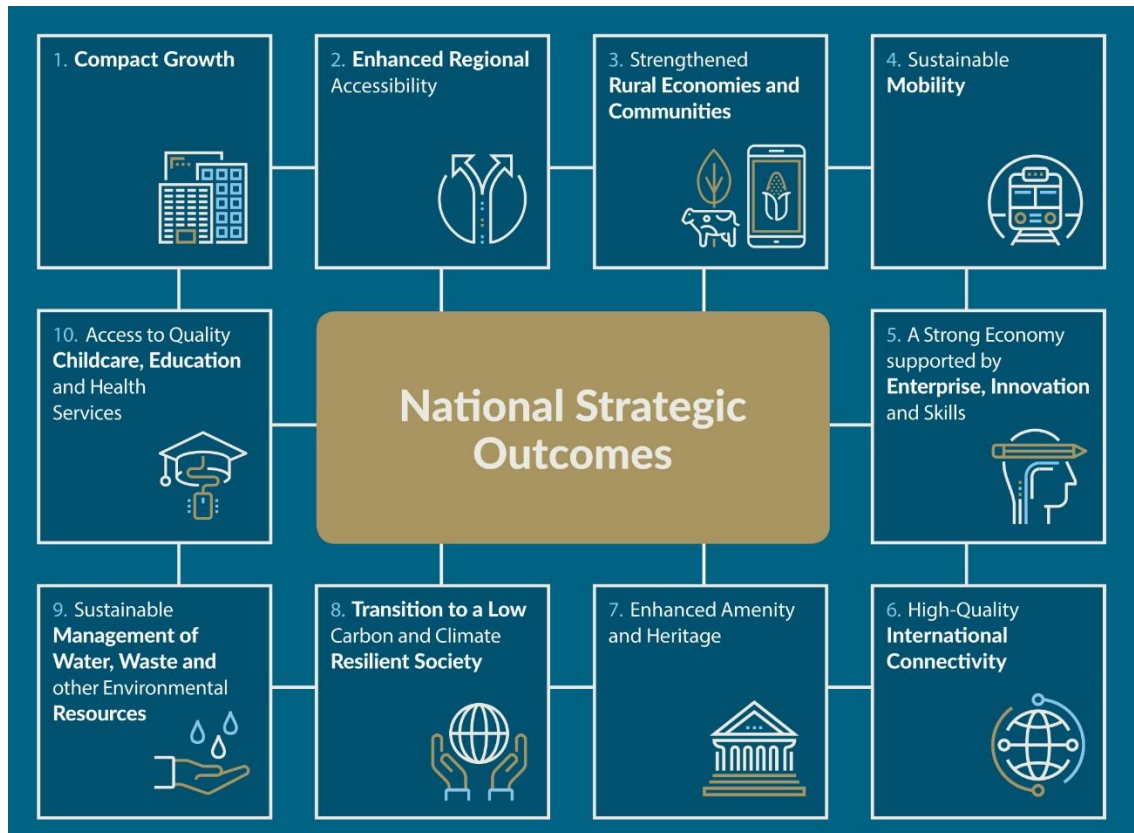 1. Compact Growth
2. Enhanced Regional
Accessibility
3. Strengthened
Rural Economies and
Communities
4. Sustainable
Mobility
10. Access to Quality
Childcare, Education
and Health
Services
National Strategic
Outcomes
5. A Strong Economy
supported by
Enterprise, Innovation
and Skills
9. Sustainable
Management of
Water, Waste and
other Environmental
Resources
8. Transition to a Low
Carbon and Climate
Resilient Society
7. Enhanced Amenity
and Heritage
6. High-Quality
International
Connectivity